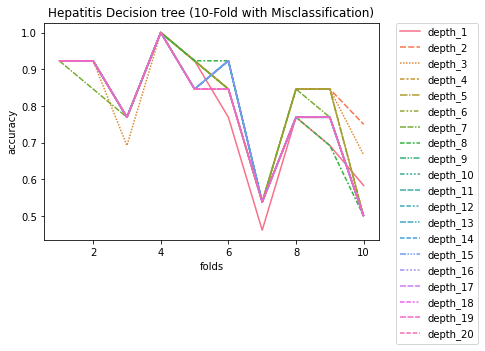 Hepatitis Decision tree (10-Fold with Misclassification)
1.0
0.9
0.8
0.7
0.6
0.5
accuracy
2
4
6
8
10
folds
depth_1
depth_2
depth_3
depth_4
depth_5
depth_6
depth_7
depth_8
depth_9
depth_10
depth_11
depth_12
depth_13
depth_14
depth_15
depth_16
depth_17
depth_18
depth_19
depth_20